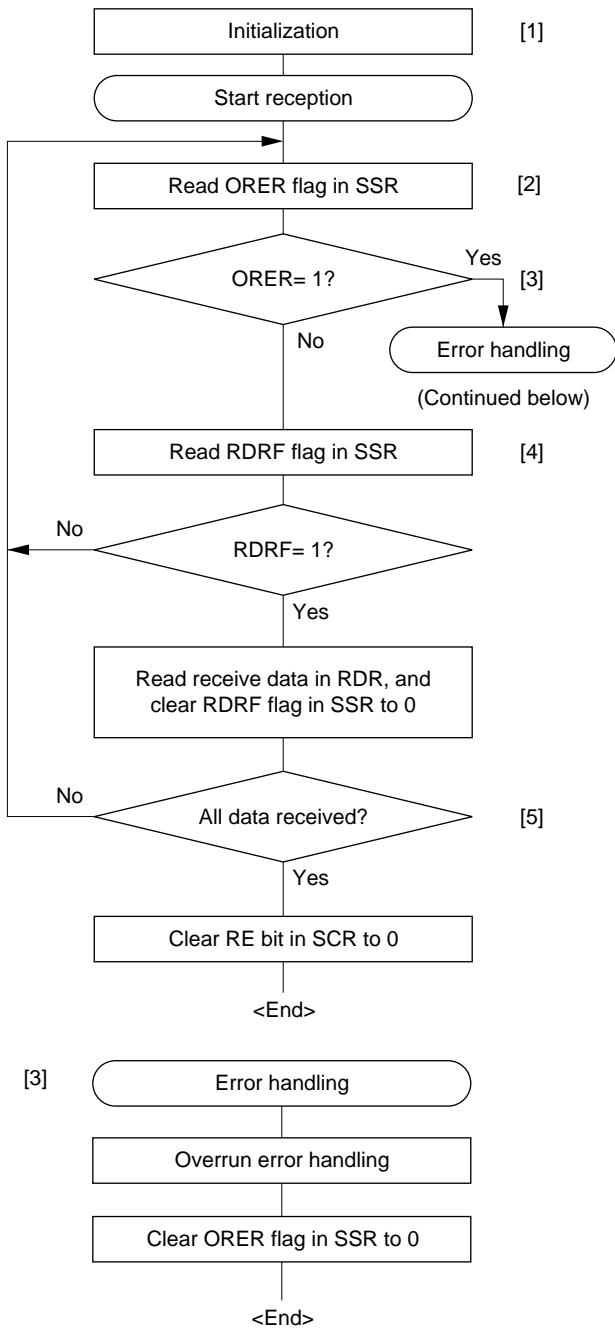 Initialization [1]
Start reception
Read ORER flag in SSR [2]
Yes
ORER= 1? [3]
No
Error handling
(Continued below)
Read RDRF flag in SSR [4]
No
RDRF= 1?
Yes
Read receive data in RDR, and
clear RDRF flag in SSR to 0
No
All data received? [5]
Yes
Clear RE bit in SCR to 0
<End>
[3] Error handling
Overrun error handling
Clear ORER flag in SSR to 0
<End>